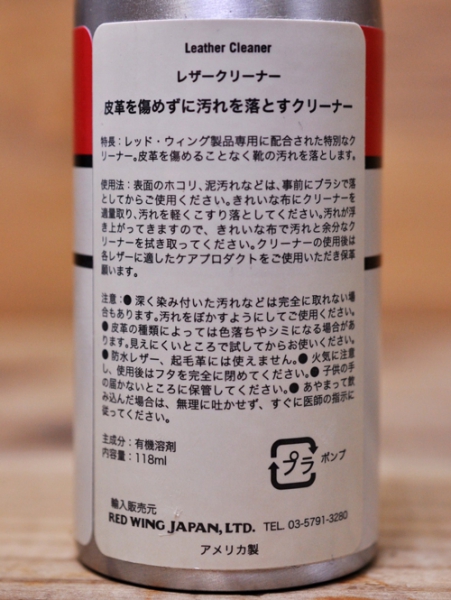 Leather Cleaner
レザークリーナー
皮革を傷めずに汚れを落とすクリーナー
特長：レッド・ウィング製品専用に配合された特別なク
リーナー。皮革を傷めることなく靴の汚れを落とします。
使用法：表面のホコリ、泥汚れなどは、事前にブラシで落
としてからご使用ください。きれいな布にクリーナーを
適量取り、汚れを軽くこすり落としてください。汚れが浮
き上がってきますので、きれいな布で汚れと余分なク
リーナーを拭き取ってください。クリーナーの使用後は
各レザーに適したケアプロダクトをご使用いただき保革
願います。
注意：● 深く染み付いた汚れなどは完全に取れない場
合もあります。汚れをぼかすようにしてご使用ください。
● 皮革の種類によっては色落ちやシミになる場合があ
ります。見えにくいところで試してからお使いください。
● 防水レザー、起毛革には使えません。● 火気に注意
し、使用後はフタを完全に閉めてください。● 子供の手
の届かないところに保管してください。● あやまって飲
み込んだ場合は、無理に吐かせず、すぐに医師の指示に
従ってください。
主成分：有機溶剤
内容量：118ml
プラ ポンプ
輸入販売元
RED WING JAPAN, LTD. TEL. 03-5791-3280
アメリカ製